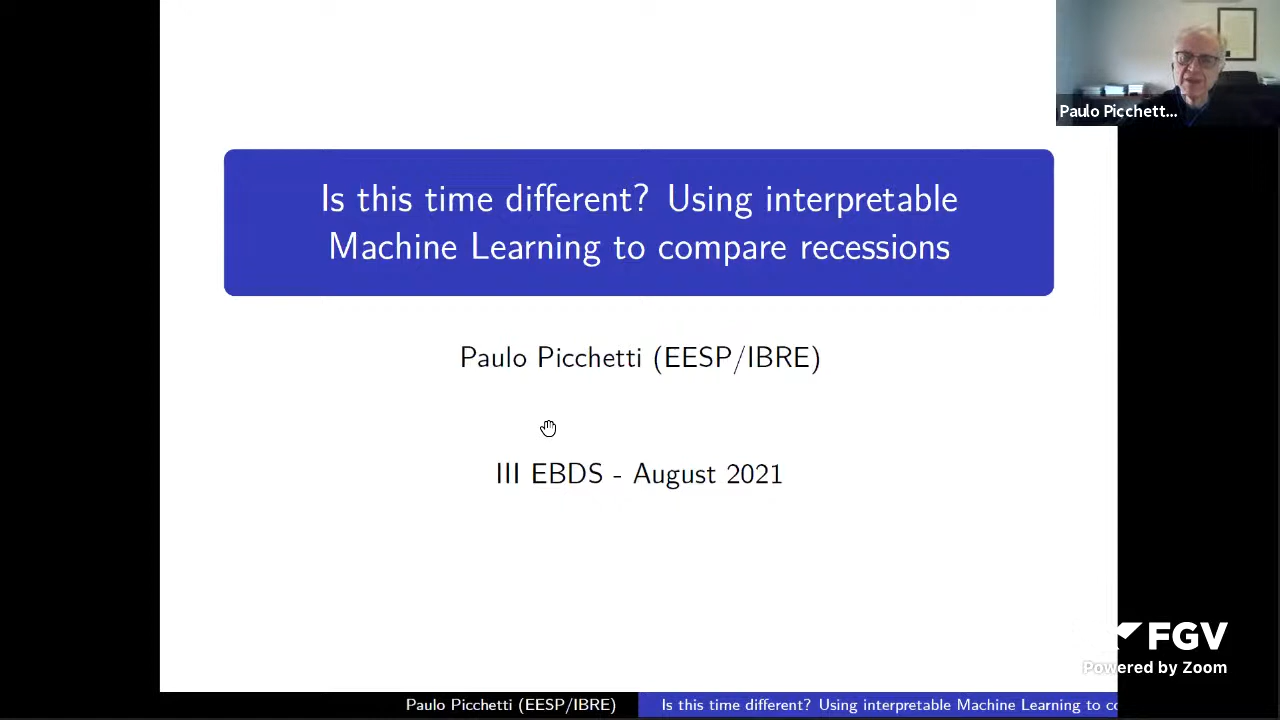 Paulo Picchett...
Is this time different? Using interpretable
Machine Learning to compare recessions
Paulo Picchetti (EESP/IBRE)
III EBDS - August 2021
FGV
Powered by Zoom
Paulo Picchetti (EESP/IBRE)
Is this time different? Using interpretable Machine Learning to